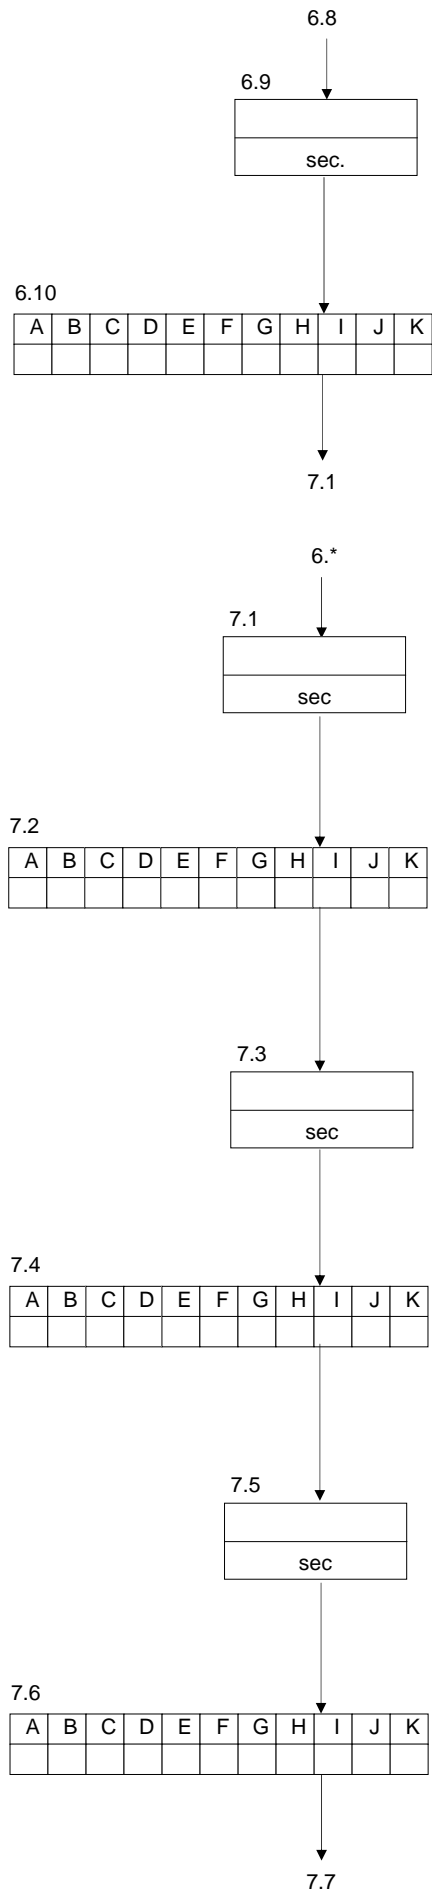 6.8
6.9
sec.
6.10
A B C D E F G H I J K
7.1
6.*
7.1
sec
7.2
A B C D E F G H I J K
7.3
sec
7.4
A B C D E F G H I J K
7.5
sec
7.6
A B C D E F G H I J K
7.7